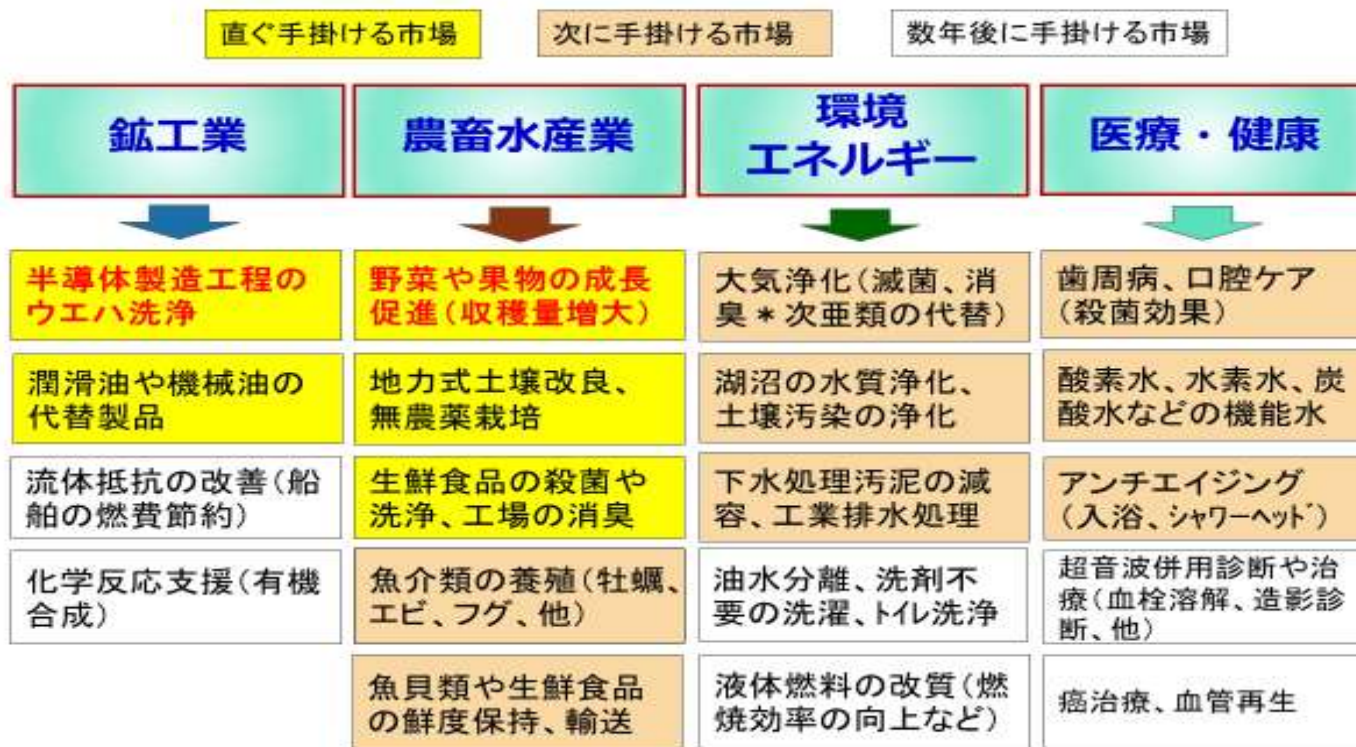 直ぐ手掛ける市場
次に手掛ける市場
数年後に手掛ける市場
鉱工業
農畜水産業
環境
エネルギー
医療・健康
半導体製造工程の
ウエハ洗浄
潤滑油や機械油の
代替製品
流体抵抗の改善(船
舶の燃費節約)
化学反応支援(有機
合成)
野菜や果物の成長
促進(収穫量増大)
地力式土壌改良、
無農薬栽培
生鮮食品の殺菌や
洗浄、工場の消臭
魚介類の養殖(牡蠣、
エビ、フグ、他)
魚貝類や生鮮食品
の鮮度保持、輸送
大気浄化(滅菌、消
臭*次亜類の代替)
湖沼の水質浄化、
土壌汚染の浄化
下水処理汚泥の減
容、工業排水処理
油水分離、洗剤不
要の洗濯、トイレ洗浄
液体燃料の改質(燃
焼効率の向上など)
歯周病、口腔ケア
(殺菌効果)
酸素水、水素水、炭
酸水などの機能水
アンチエイジング
(入浴、シャワーヘッド)
超音波併用診断や治
療(血栓溶解、造影診
断、他)
癌治療、血管再生